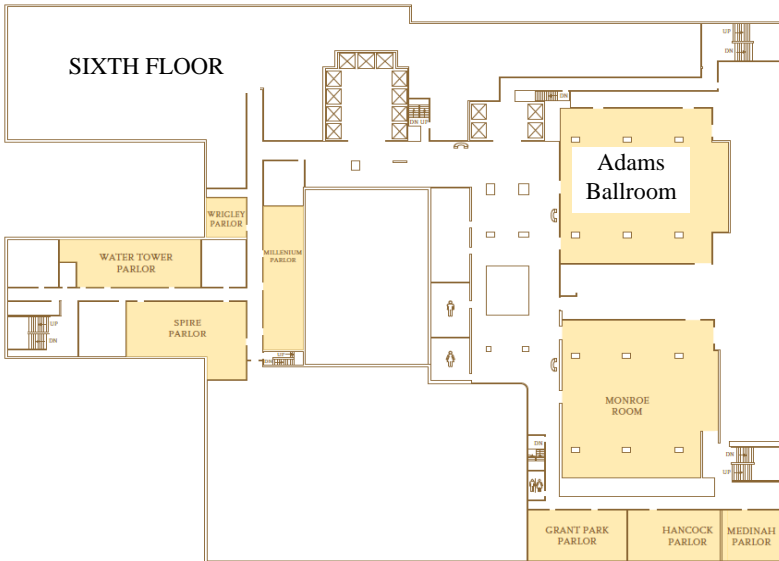 SIXTH FLOOR
UP
DN
DN
DN UP
Adams
Ballroom
WRIGLEY
PARLOR
MILLENIUM
PARLOR
WATER TOWER
PARLOR
SPIRE
PARLOR
UP
DN
UP
DN
MONROE
ROOM
DN
DN
UP
GRANT PARK
PARLOR
HANCOCK
PARLOR
MEDINAH
PARLOR